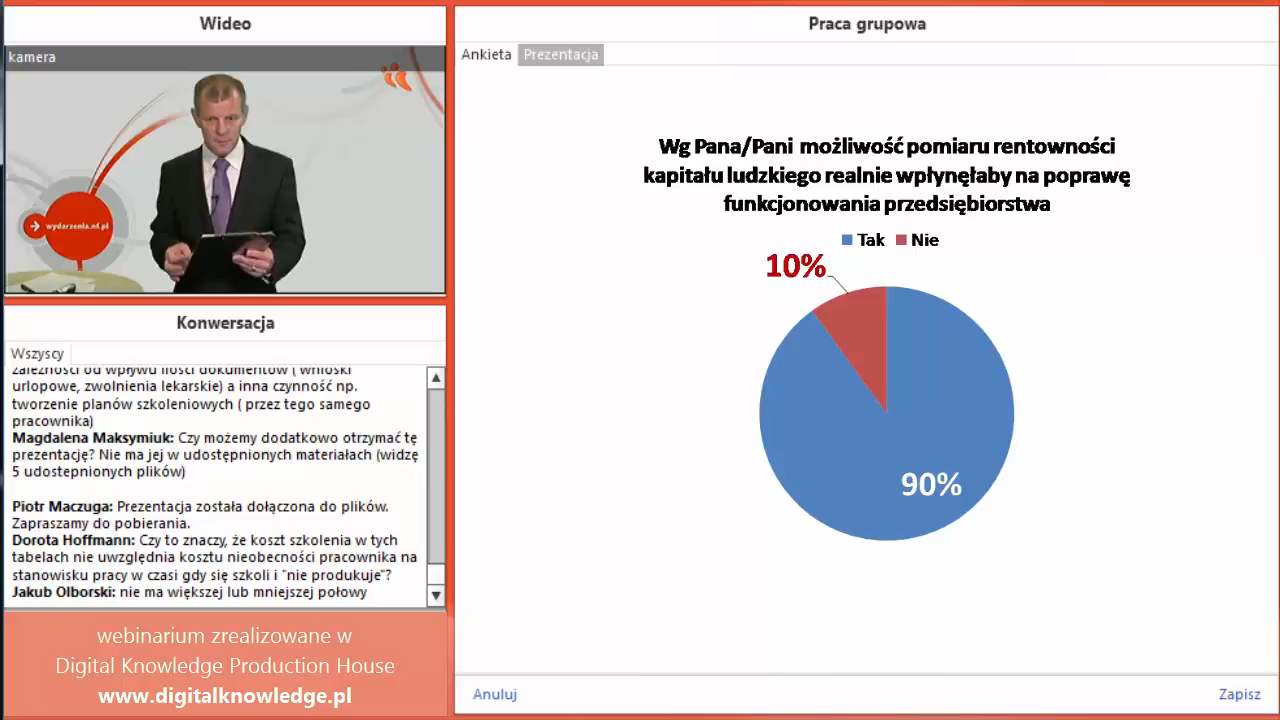 Wideo
kamera
wydarzenia.nf.pl
Konwersacja
Wszyscy
zależności od wpływu ilości dokumentów ( wnioski
urlopowe, zwolnienia lekarskie) a inna czynność np.
tworzenie planów szkoleniowych ( przez tego samego
pracownika)
Magdalena Maksymiuk: Czy możemy dodatkowo otrzymać tę
prezentację? Nie ma jej w udostępnionych materiałach (widzę
5 udostepnionych plików)
Piotr Maczuga: Prezentacja została dołączona do plików.
Zapraszamy do pobierania.
Dorota Hoffmann: Czy to znaczy, że koszt szkolenia w tych
tabelach nie uwzględnia kosztu nieobecności pracownika na
stanowisku pracy w czasi gdy się szkoli i "nie produkuje"?
Jakub Olborski: nie ma większej lub mniejszej połowy
webinarium zrealizowane w
Digital Knowledge Production House
www.digitalknowledge.pl
Praca grupowa
Ankieta Prezentacja
Wg Pana/Pani możliwość pomiaru rentowności
kapitału ludzkiego realnie wpłynęłaby na poprawę
funkcjonowania przedsiębiorstwa
Tak Nie
10%
90%
Anuluj Zapisz